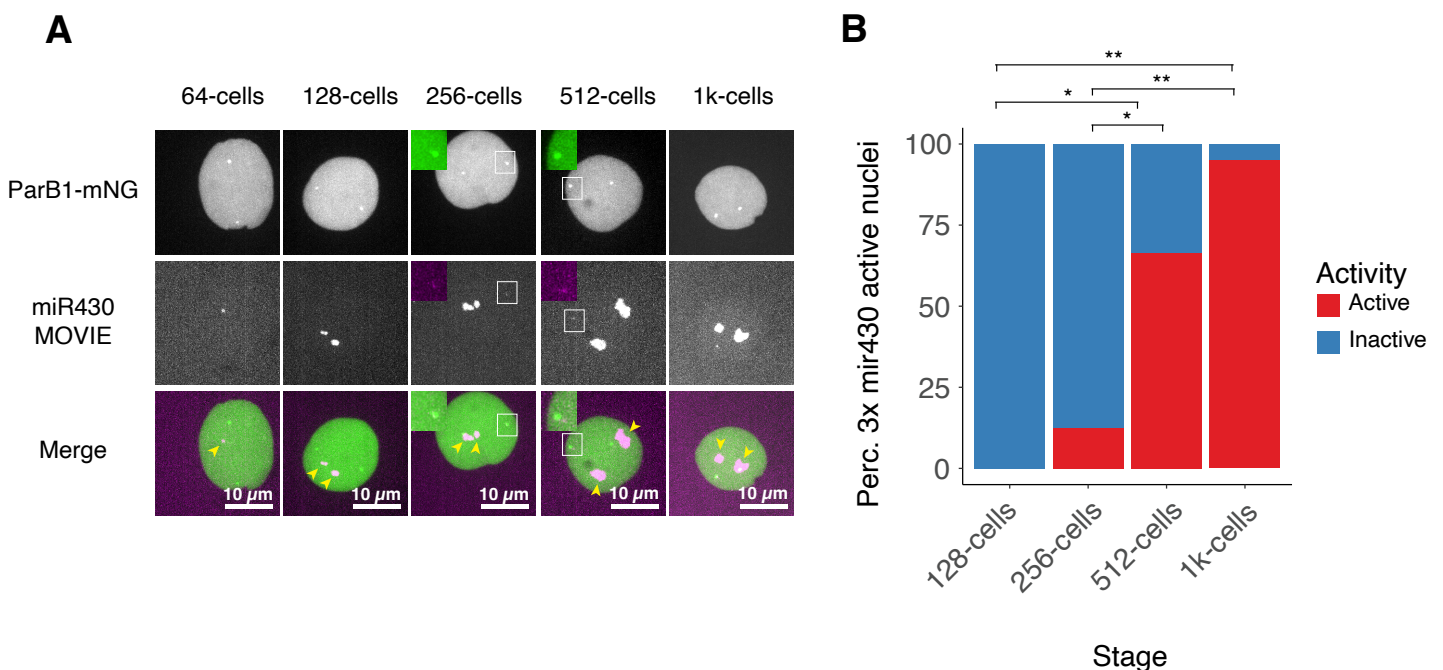 A
64-cells 128-cells 256-cells 512-cells 1k-cells
ParB1-mNG
miR430
MOVIE
Merge
10 µm 10 µm 10 µm 10 µm 10 µm
B
**
**
*
*
Perc. 3x mir430 active nuclei
100
75
50
25
0
128-cells 256-cells 512-cells 1k-cells
Stage
Activity
Active
Inactive